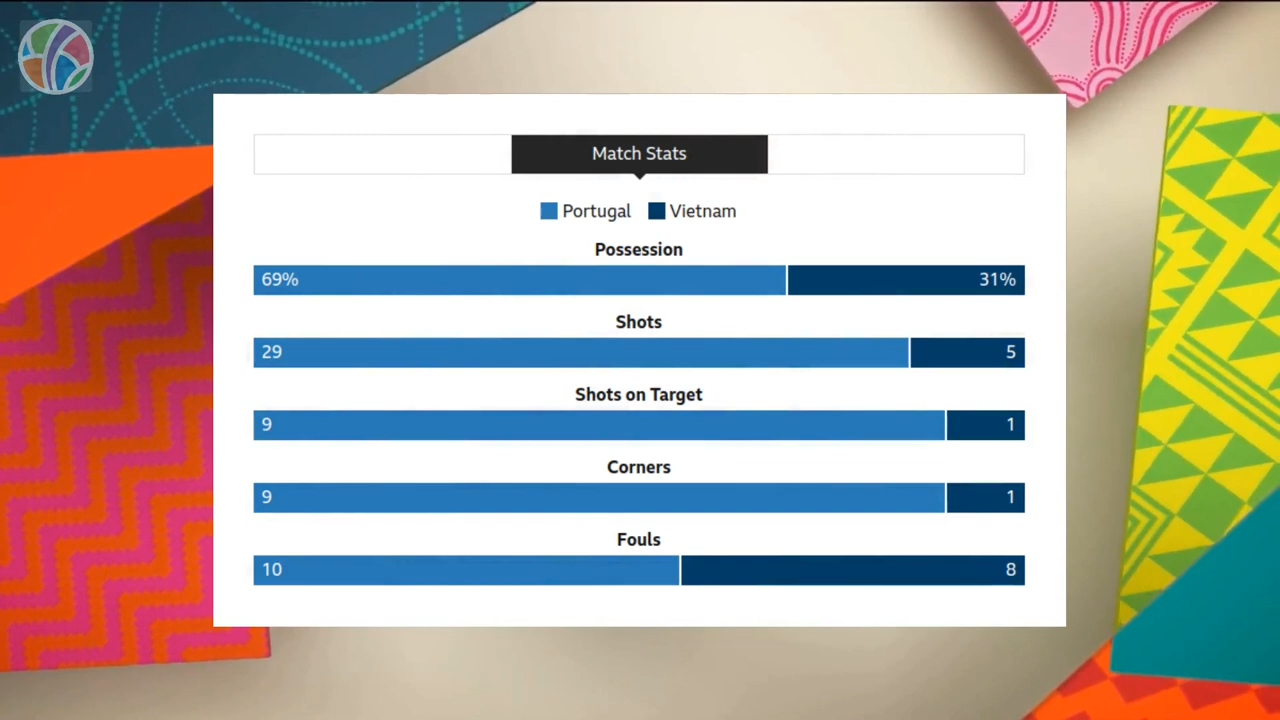 Match Stats
Portugal Vietnam
Possession
69% 31%
Shots
29 5
Shots on Target
9 1
Corners
9 1
Fouls
10 8